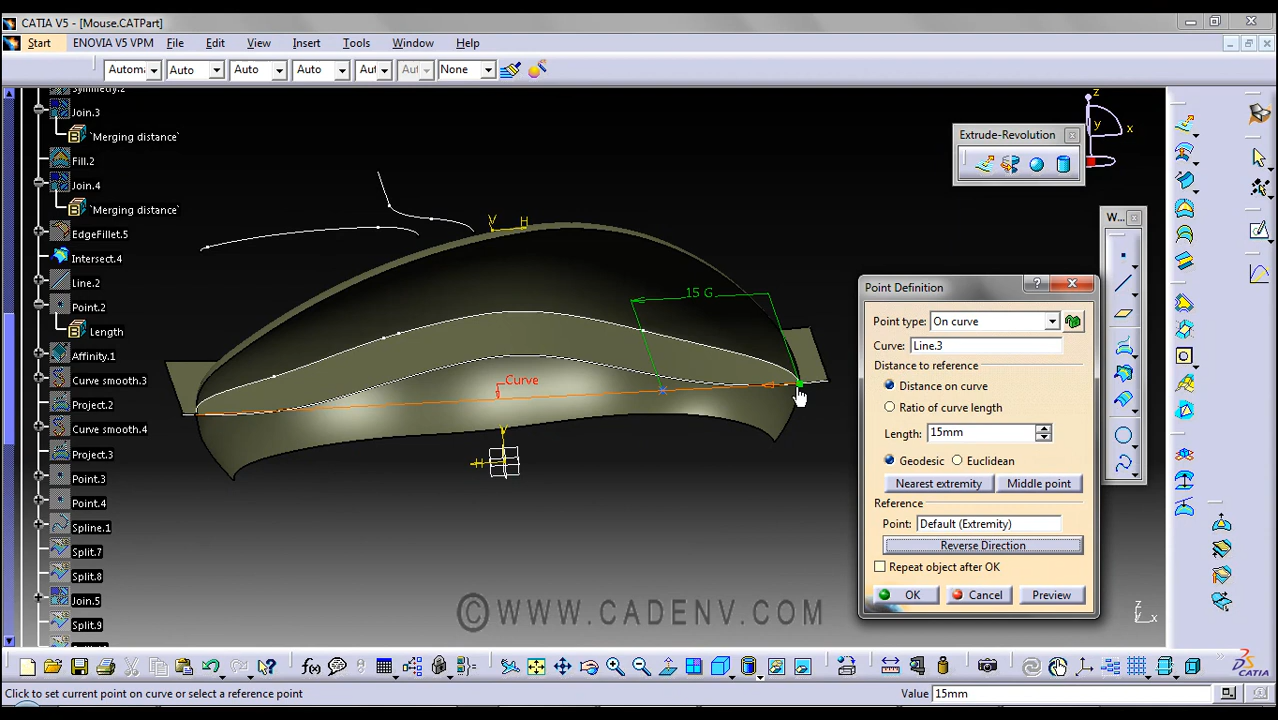 CATIA V5 - [Mouse.CATPart]
Start ENOVIA V5 VPM File Edit View Insert Tools Window Help
Automa Auto Auto Auto Aut Aut None
Symmetry.2
Join.3
`Merging distance`
Fill.2
Join.4
`Merging distance`
EdgeFillet.5
Intersect.4
Line.2
Point.2
Length
Affinity.1
Curve smooth.3
Project.2
Curve smooth.4
Project.3
Point.3
Point.4
Spline.1
Split.7
Split.8
Join.5
Split.9
V H
15 G
Curve
V
H
z
y x
Extrude-Revolution
W...
Point Definition
Point type: On curve
Curve: Line.3
Distance to reference
Distance on curve
Ratio of curve length
Length: 15mm
Geodesic Euclidean
Nearest extremity Middle point
Reference
Point: Default (Extremity)
Reverse Direction
Repeat object after OK
OK Cancel Preview
z
y x
©WWW.CADENV.COM
f(x)
Click to set current point on curve or select a reference point
Value 15mm